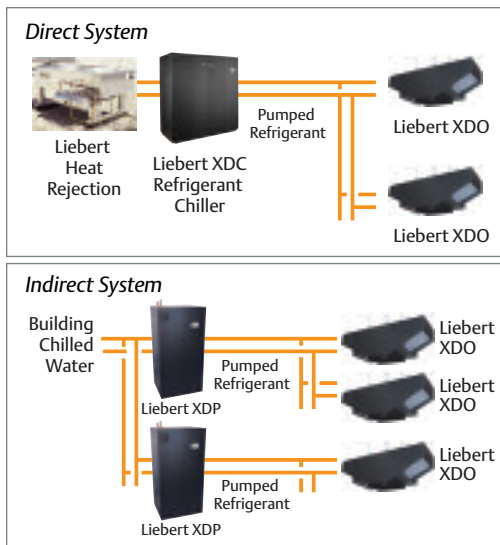 Direct System
Pumped
Refrigerant
Liebert XDO
Liebert
Heat
Rejection
Liebert XDC
Refrigerant
Chiller
Liebert XDO
Indirect System
Building
Chilled
Water
Liebert
XDO
Pumped
Refrigerant
Liebert XDP
Liebert
XDO
Liebert
XDO
Pumped
Refrigerant
Liebert XDP